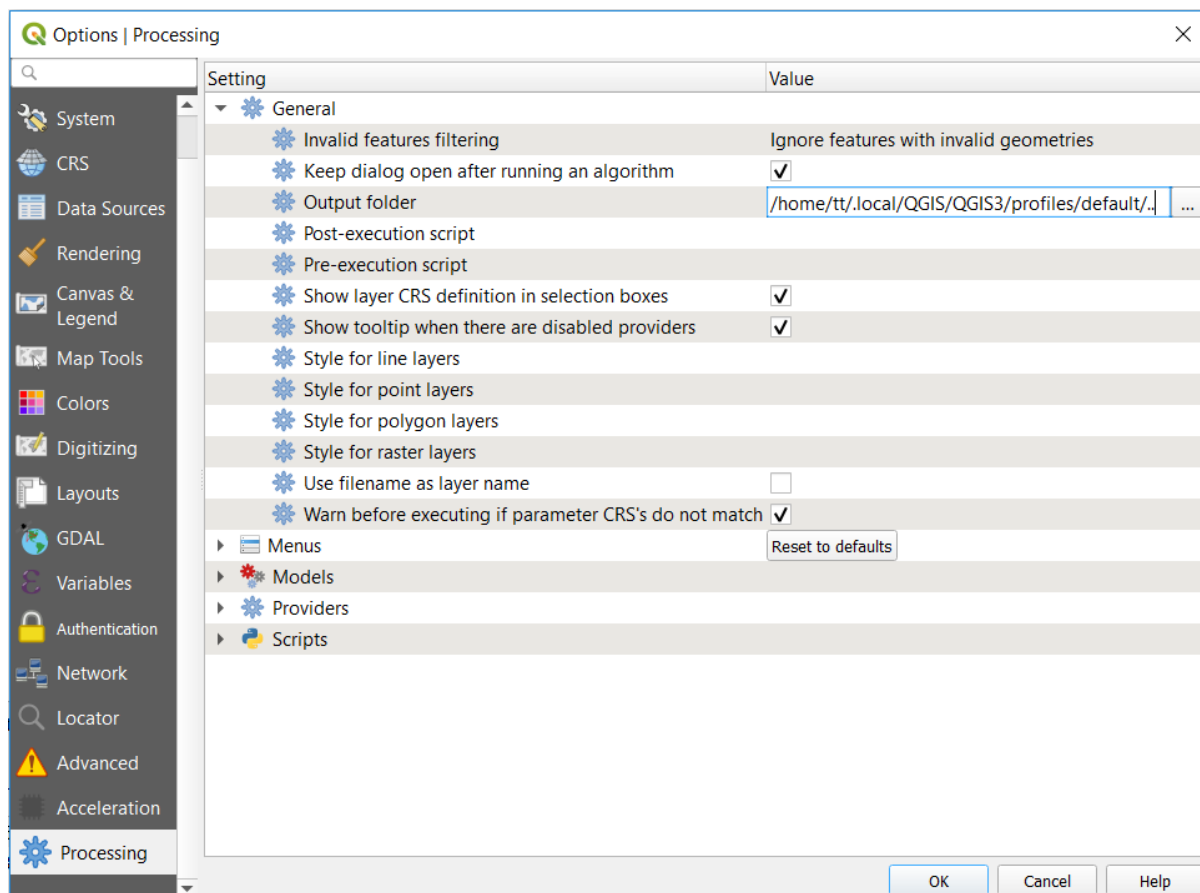 Options | Processing
Setting Value
System
CRS
Data Sources
Rendering
Canvas &
Legend
Map Tools
Colors
Digitizing
Layouts
GDAL
Variables
Authentication
Network
Locator
Advanced
Acceleration
Processing
General
Invalid features filtering Ignore features with invalid geometries
Keep dialog open after running an algorithm
Output folder /home/tt/.local/QGIS/QGIS3/profiles/default/.. ...
Post-execution script
Pre-execution script
Show layer CRS definition in selection boxes
Show tooltip when there are disabled providers
Style for line layers
Style for point layers
Style for polygon layers
Style for raster layers
Use filename as layer name
Warn before executing if parameter CRS's do not match
Menus Reset to defaults
Models
Providers
Scripts
OK Cancel Help